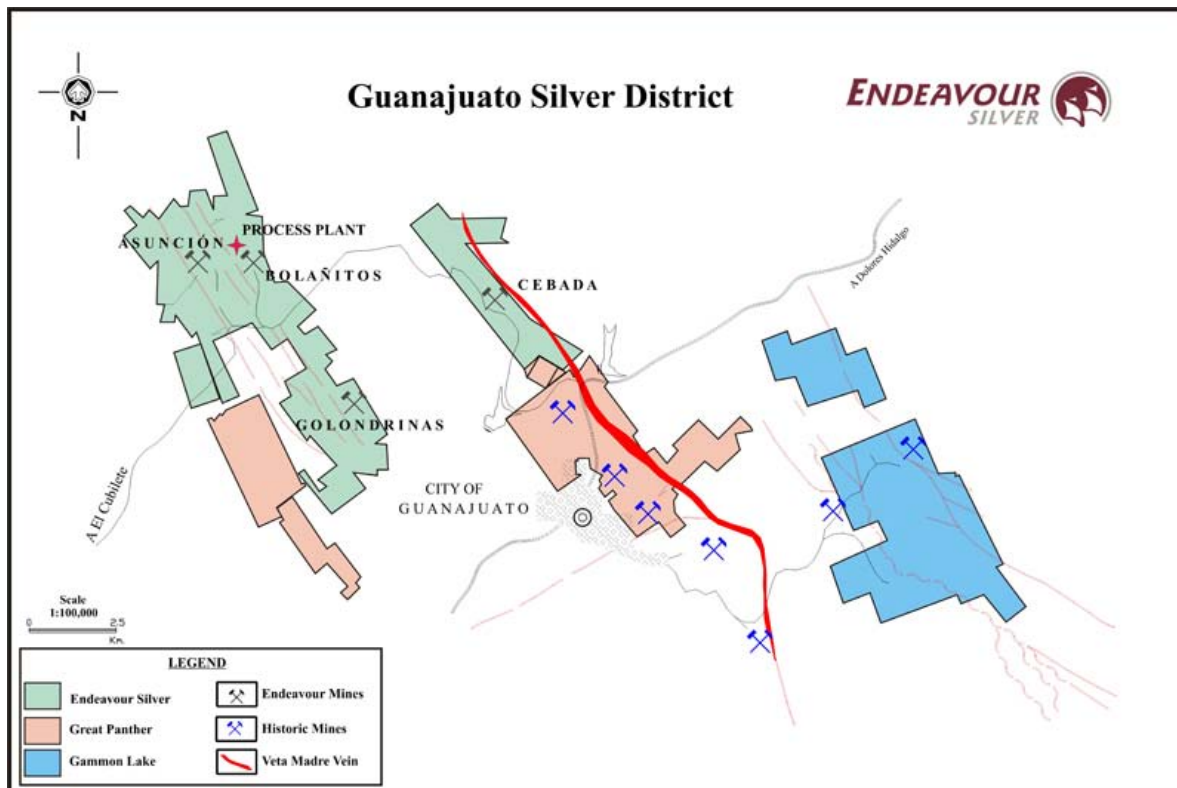 Guanajuato Silver District
ENDEAVOUR
SILVER
N
PROCESS PLANT
ASUNCIÓN
BOLAÑITOS
CEBADA
A Dolores Hidalgo
GOLONDRINAS
A El Cubilete
CITY OF
GUANAJUATO
Scale
1:100,000
0 2.5
Km.
LEGEND
Endeavour Silver
Endeavour Mines
Great Panther
Historic Mines
Gammon Lake
Veta Madre Vein